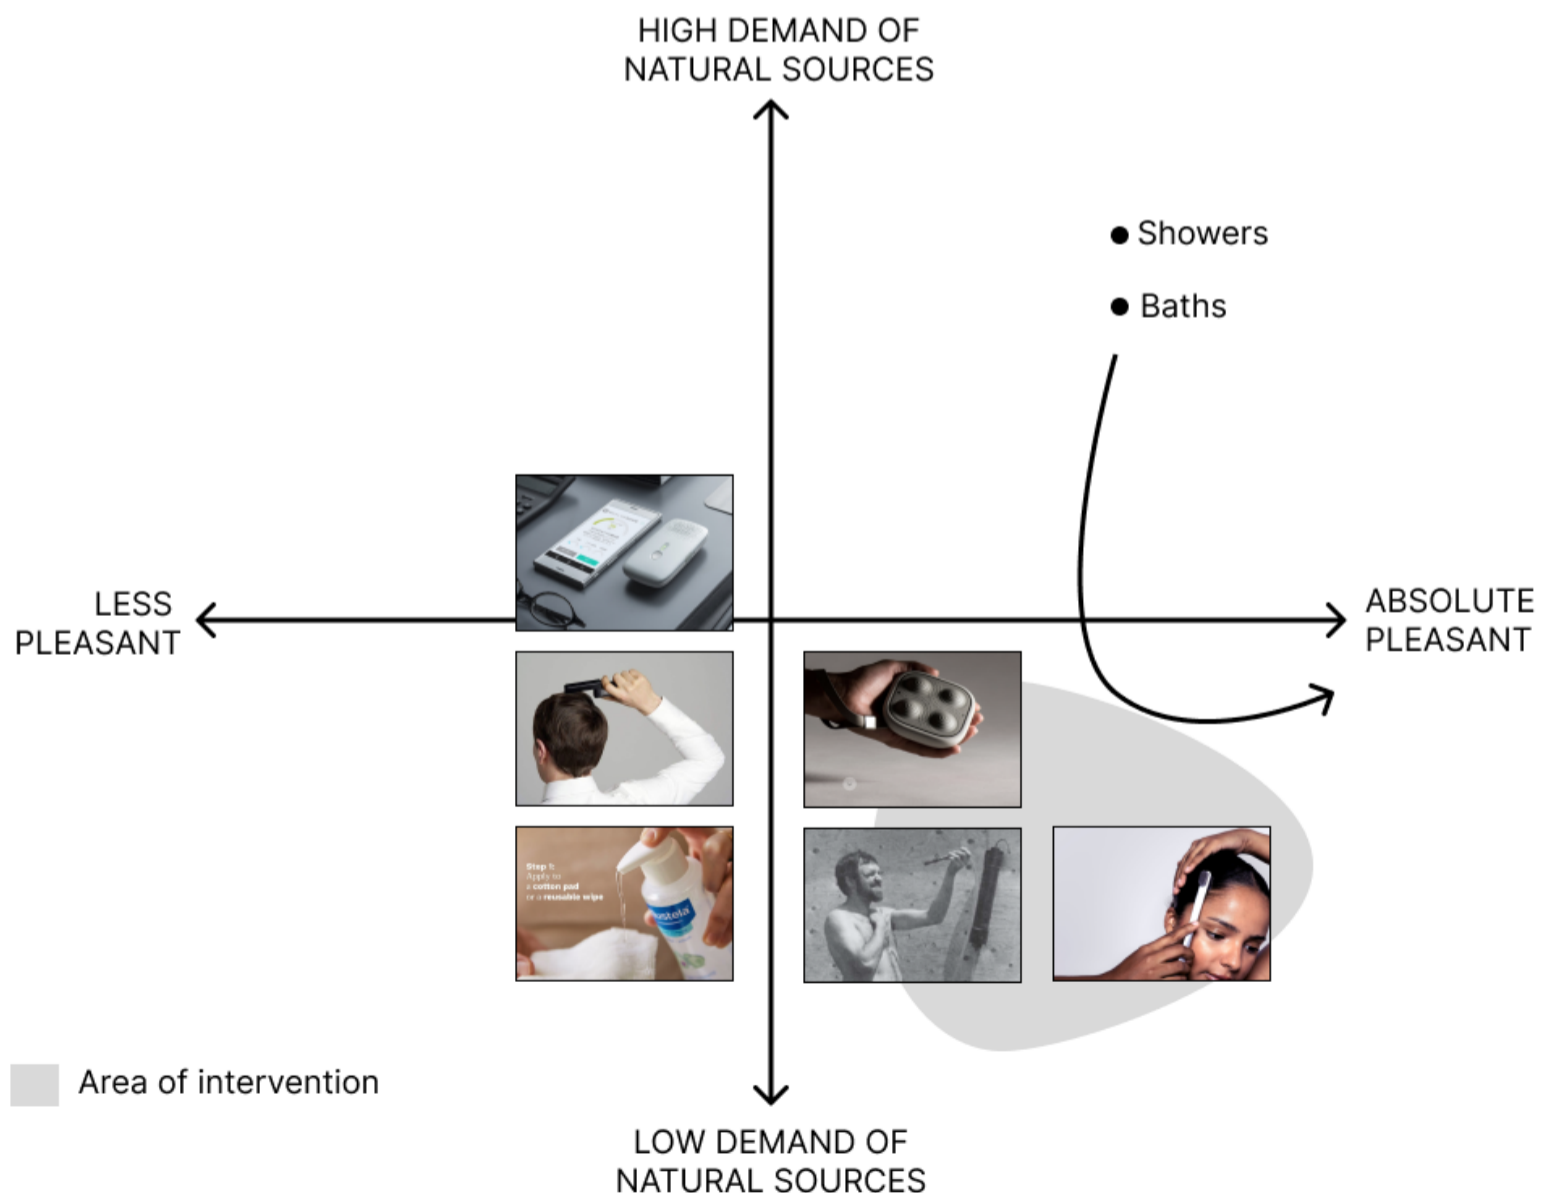 HIGH DEMAND OF
NATURAL SOURCES
Showers
Baths
LESS
PLEASANT
ABSOLUTE
PLEASANT
Step 1:
Apply to
a cotton pad
or a reusable wipe
Area of intervention
LOW DEMAND OF
NATURAL SOURCES